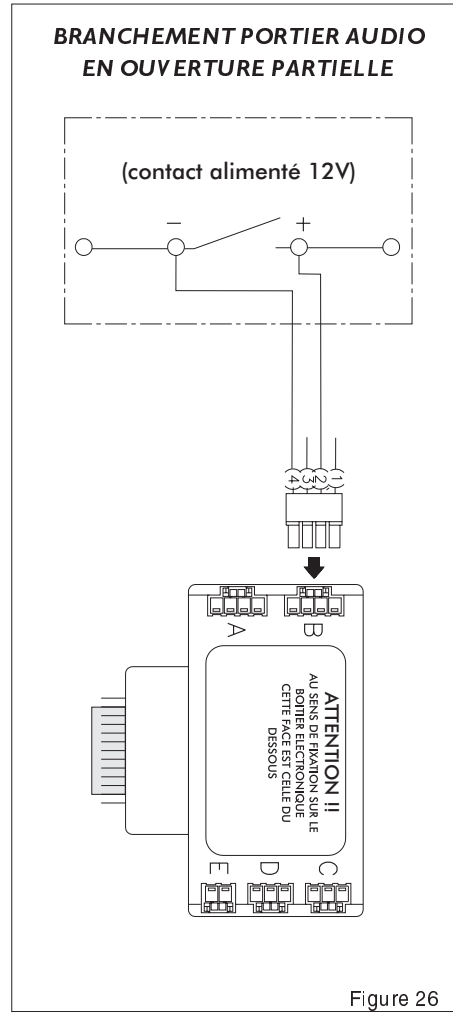 BRANCHEMENT PORTIER AUDIO
EN OUVERTURE PARTIELLE
(contact alimenté 12V)
– +
4 3 2 1
A B
ATTENTION !!
AU SENS DE FIXATION SUR LE
BOITIER ELECTRONIQUE
CETTE FACE EST CELLE DU
DESSOUS
E D C
Figure 26